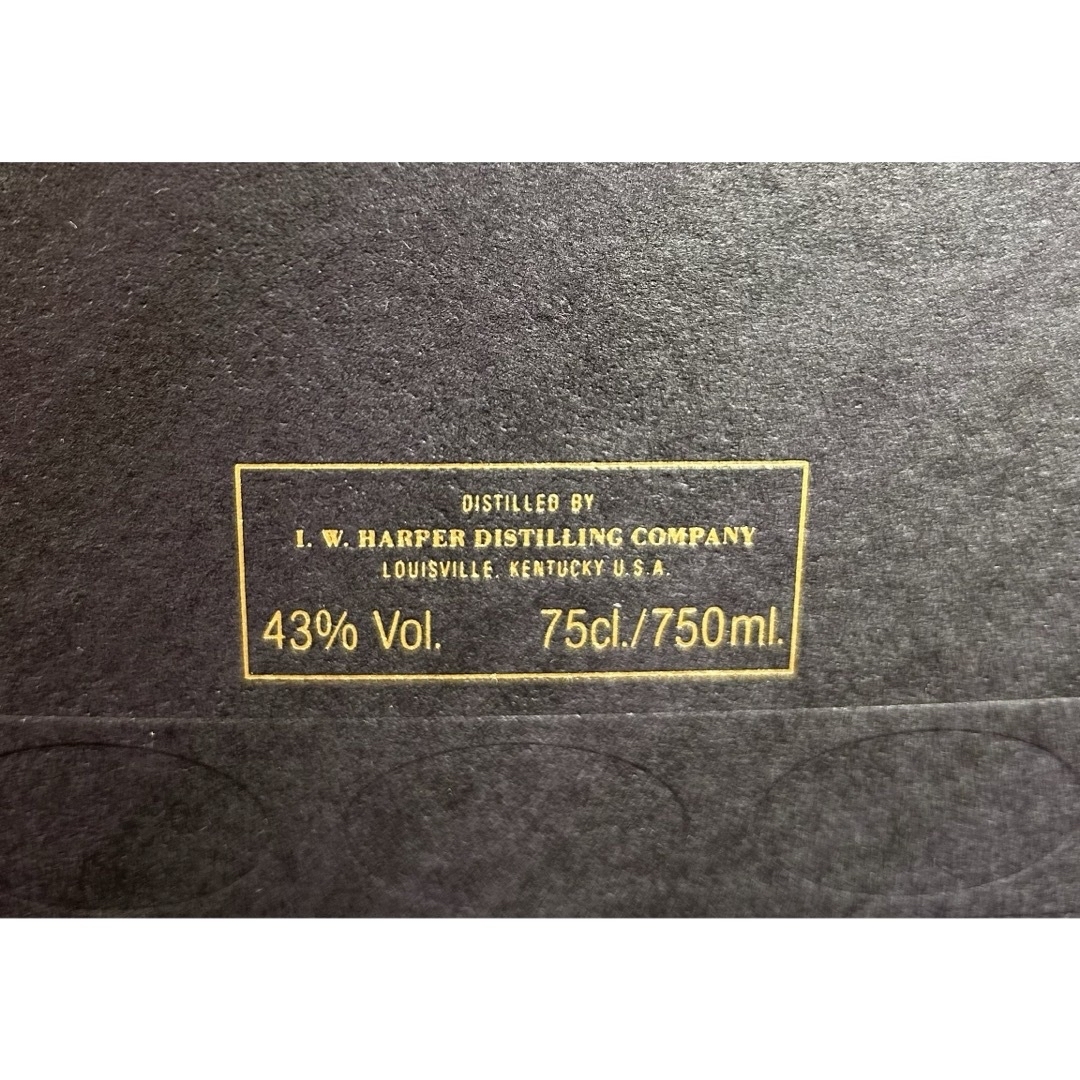 DISTILLED BY
I. W. HARPER DISTILLING COMPANY
LOUISVILLE, KENTUCKY U.S.A.
43% Vol. 75cl./750ml.